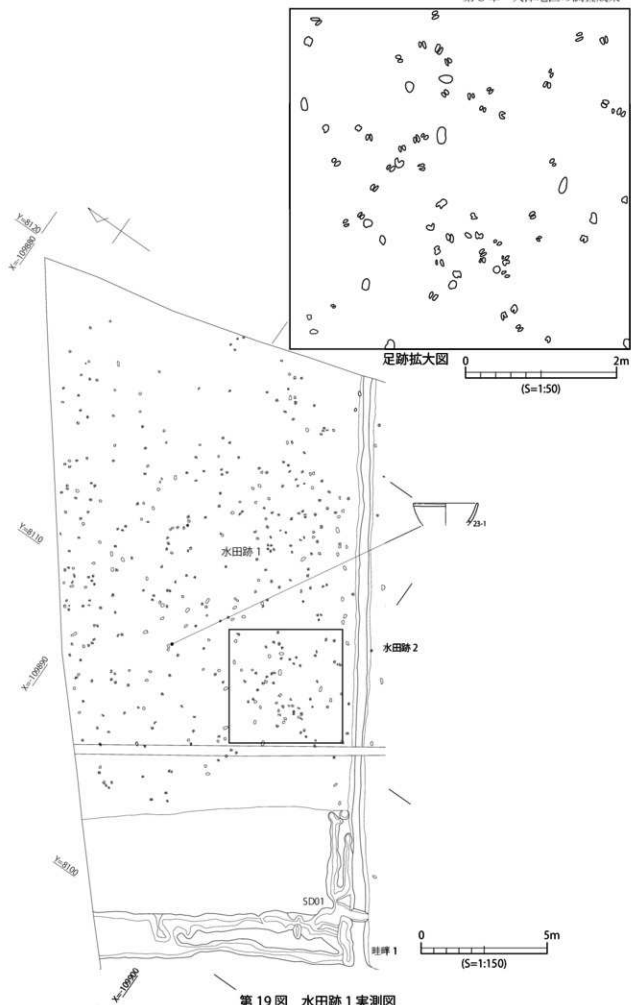 足跡拡大図
0
2m
(S=1:50)
Y=8120
X=-109880
Y=8110
水田跡 1
23-1
水田跡 2
X=-109890
Y=8100
SD01
畦畔 1
0
5m
(S=1:150)
X=-109900
第 19 図 水田跡 1 実測図